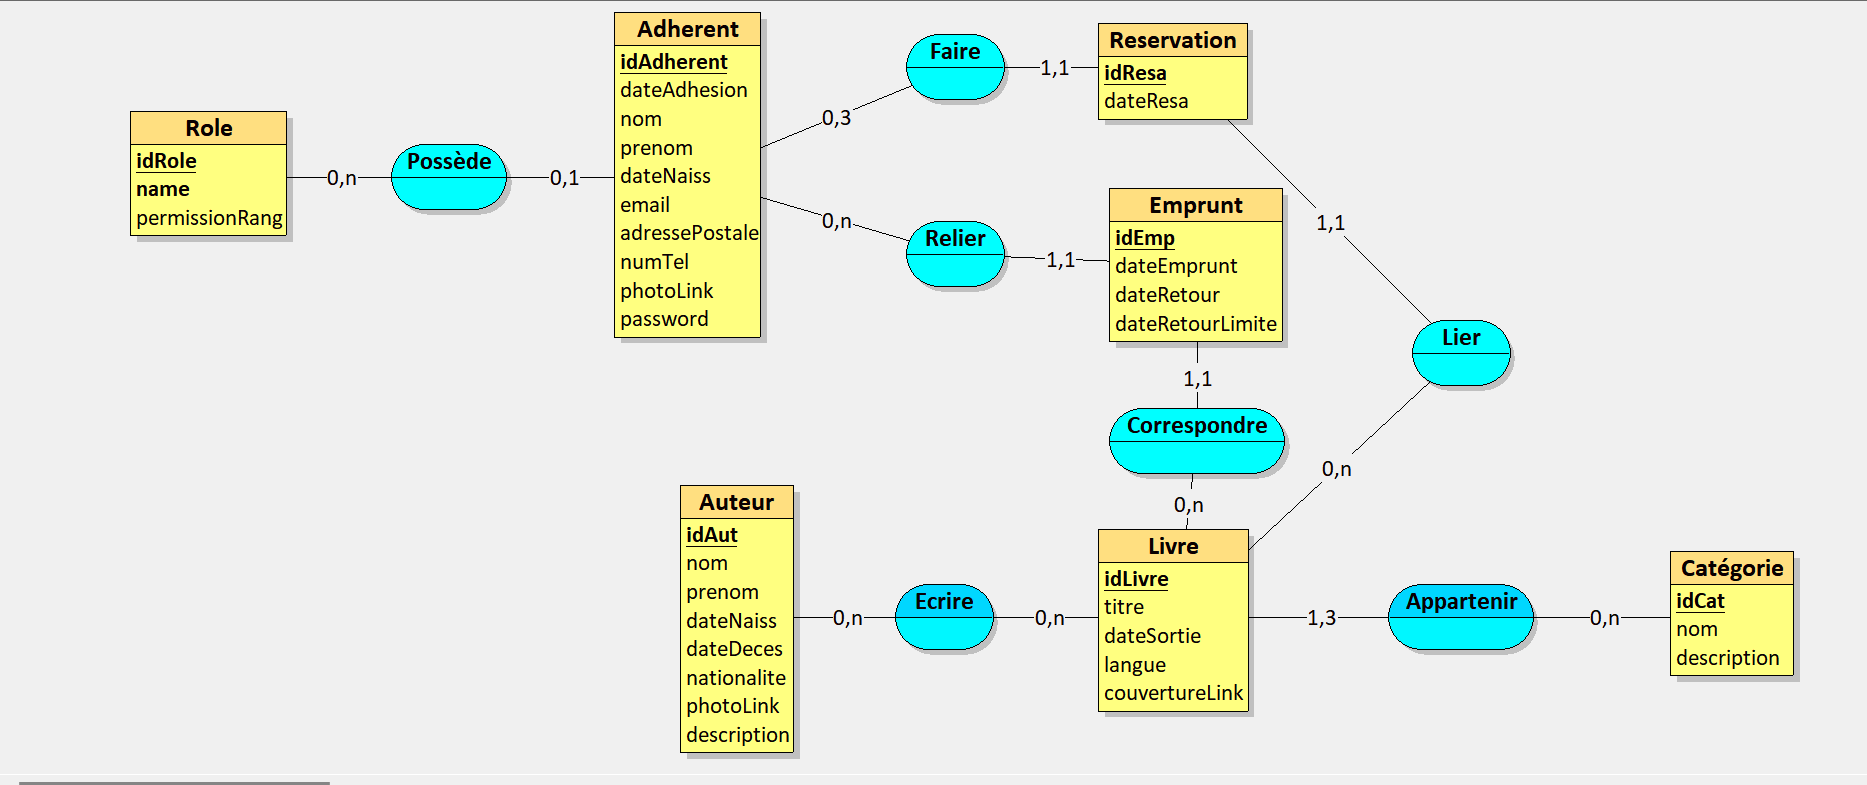 Role
idRole
name
permissionRang
0,n
Possède
0,1
Adherent
idAdherent
dateAdhesion
nom
prenom
dateNaiss
email
adressePostale
numTel
photoLink
password
0,3
Faire
1,1
Reservation
idResa
dateResa
0,n
Relier
1,1
Emprunt
idEmp
dateEmprunt
dateRetour
dateRetourLimite
1,1
Lier
0,n
1,1
Correspondre
0,n
Auteur
idAut
nom
prenom
dateNaiss
dateDeces
nationalite
photoLink
description
0,n
Ecrire
0,n
Livre
idLivre
titre
dateSortie
langue
couvertureLink
1,3
Appartenir
0,n
Catégorie
idCat
nom
description